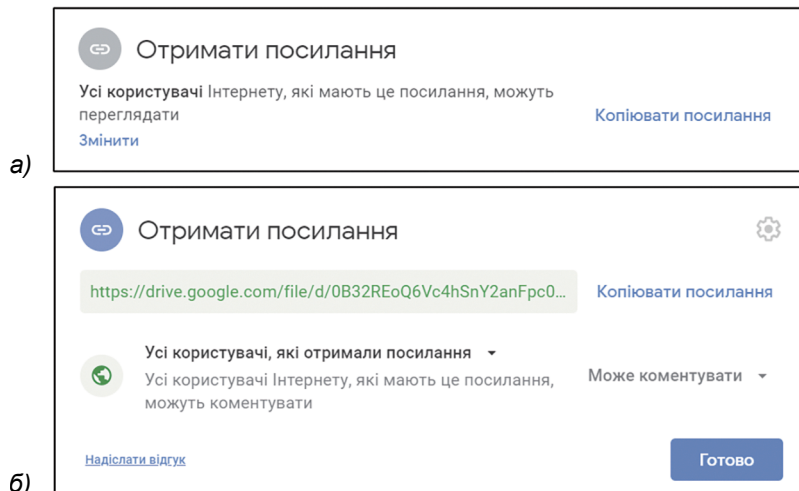 Отримати посилання
Усі користувачі Інтернету, які мають це посилання, можуть
переглядати
Копіювати посилання
Змінити
а)
Отримати посилання
https://drive.google.com/file/d/0B32REoQ6Vc4hSnY2anFpc0...
Копіювати посилання
Усі користувачі, які отримали посилання
Усі користувачі Інтернету, які мають це посилання,
можуть коментувати
Може коментувати
Надіслати відгук
Готово
б)